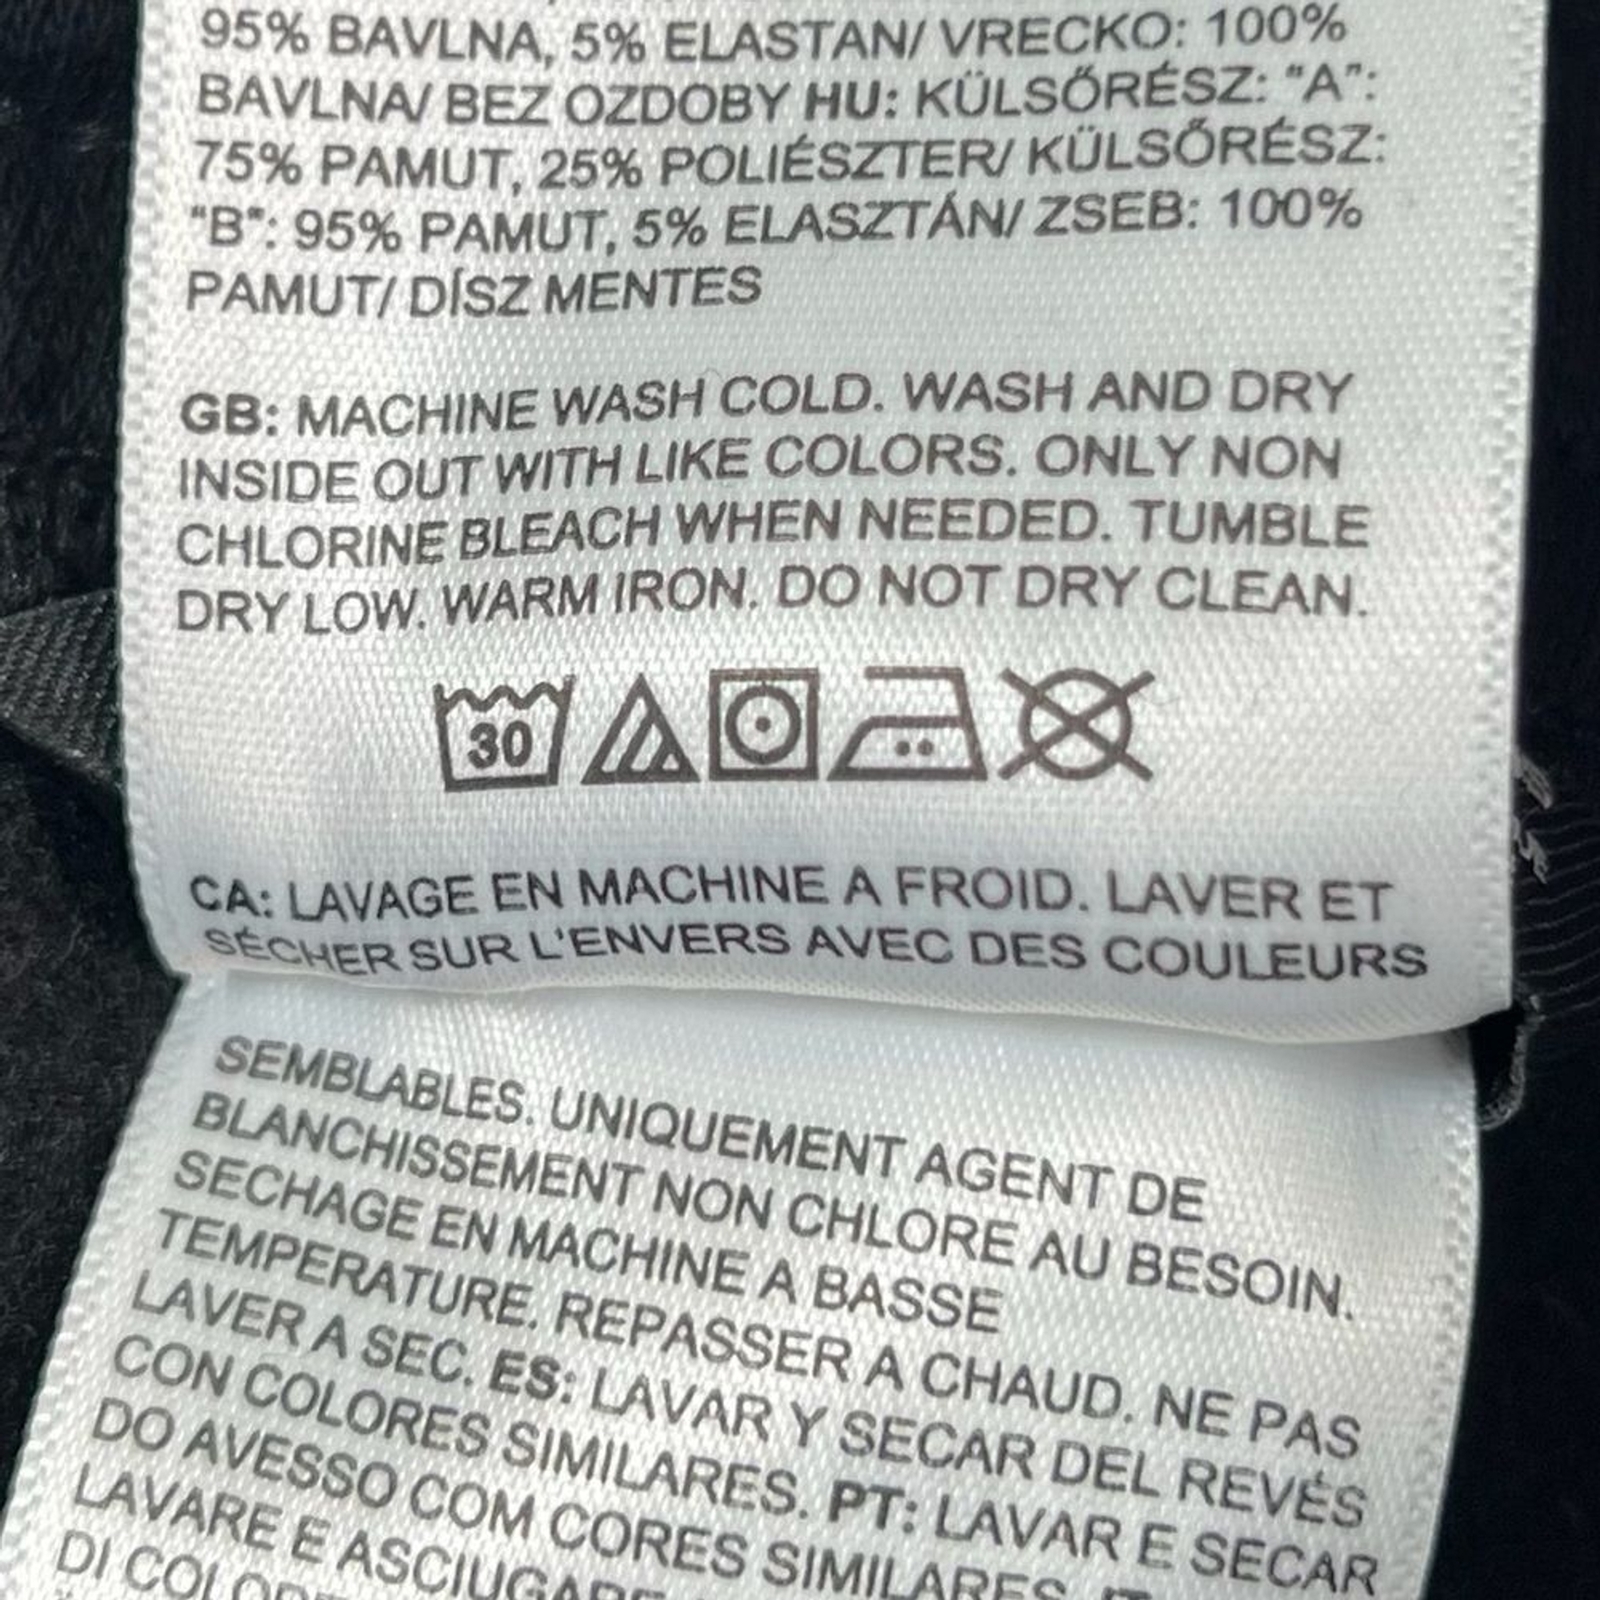 95% BAVLNA, 5% ELASTAN/ VRECKO: 100%
BAVLNA/ BEZ OZDOBY HU: KÜLSŐRÉSZ: "A":
75% PAMUT, 25% POLIÉSZTER/ KÜLSŐRÉSZ:
"B": 95% PAMUT, 5% ELASZTÁN/ ZSEB: 100%
PAMUT/ DÍSZ MENTES
GB: MACHINE WASH COLD. WASH AND DRY
INSIDE OUT WITH LIKE COLORS. ONLY NON
CHLORINE BLEACH WHEN NEEDED. TUMBLE
DRY LOW. WARM IRON. DO NOT DRY CLEAN.
30
CA: LAVAGE EN MACHINE A FROID. LAVER ET
SÉCHER SUR L'ENVERS AVEC DES COULEURS
SEMBLABLES. UNIQUEMENT AGENT DE
BLANCHISSEMENT NON CHLORE AU BESOIN.
SECHAGE EN MACHINE A BASSE
TEMPERATURE. REPASSER A CHAUD. NE PAS
LAVER A SEC. ES: LAVAR Y SECAR DEL REVÉS
CON COLORES SIMILARES. PT: LAVAR E SECAR
DO AVESSO COM CORES SIMILARES.
LAVARE E ASCIUGARE
DI